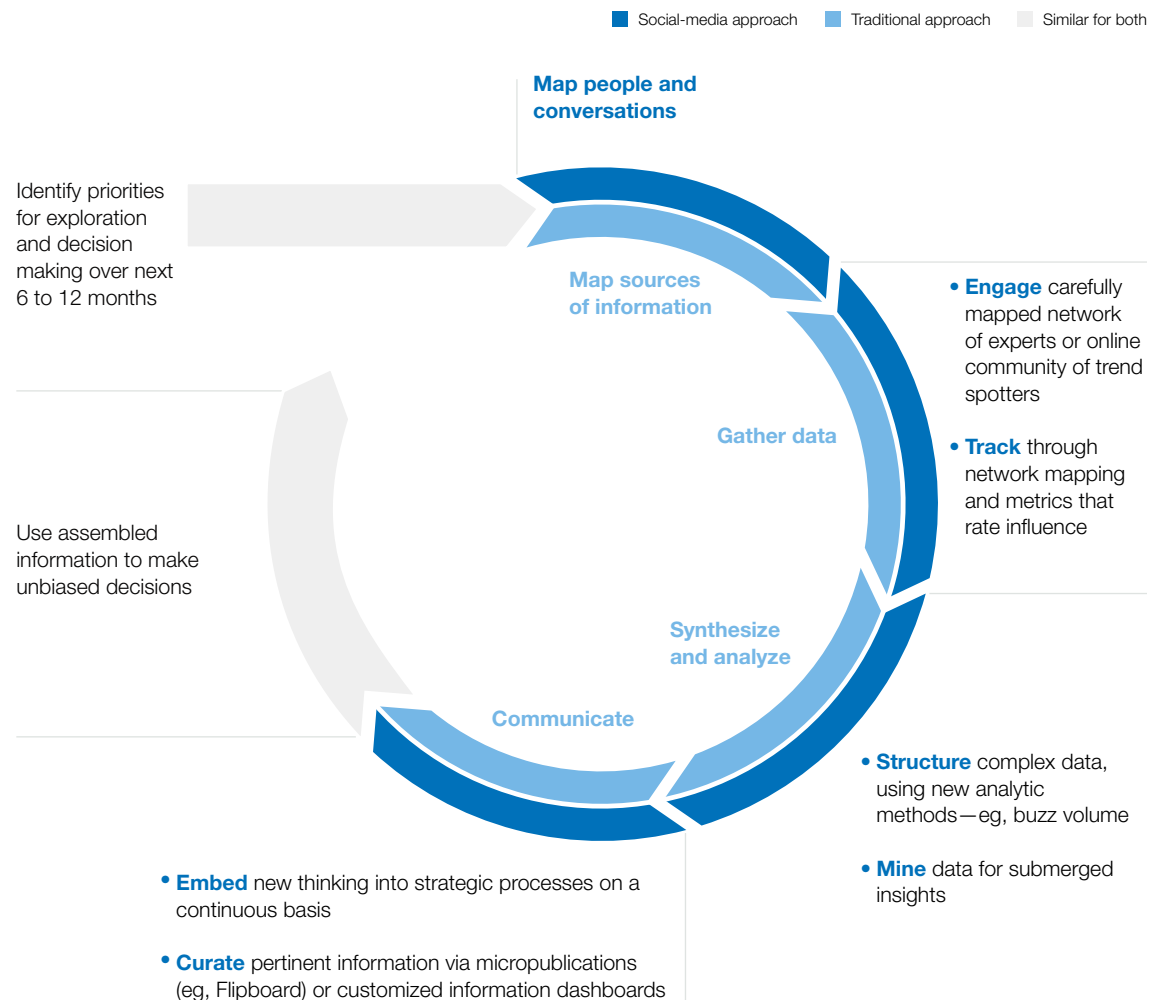 Social-media approach
Traditional approach
Similar for both
Map people and
conversations
Identify priorities
for exploration
and decision
making over next
6 to 12 months
Map sources
of information
• Engage carefully
mapped network
of experts or online
community of trend
spotters
Gather data
• Track through
network mapping
and metrics that
rate influence
Use assembled
information to make
unbiased decisions
Synthesize
and analyze
Communicate
• Structure complex data,
using new analytic
methods—eg, buzz volume
• Mine data for submerged
insights
• Embed new thinking into strategic processes on a
continuous basis
• Curate pertinent information via micropublications
(eg, Flipboard) or customized information dashboards